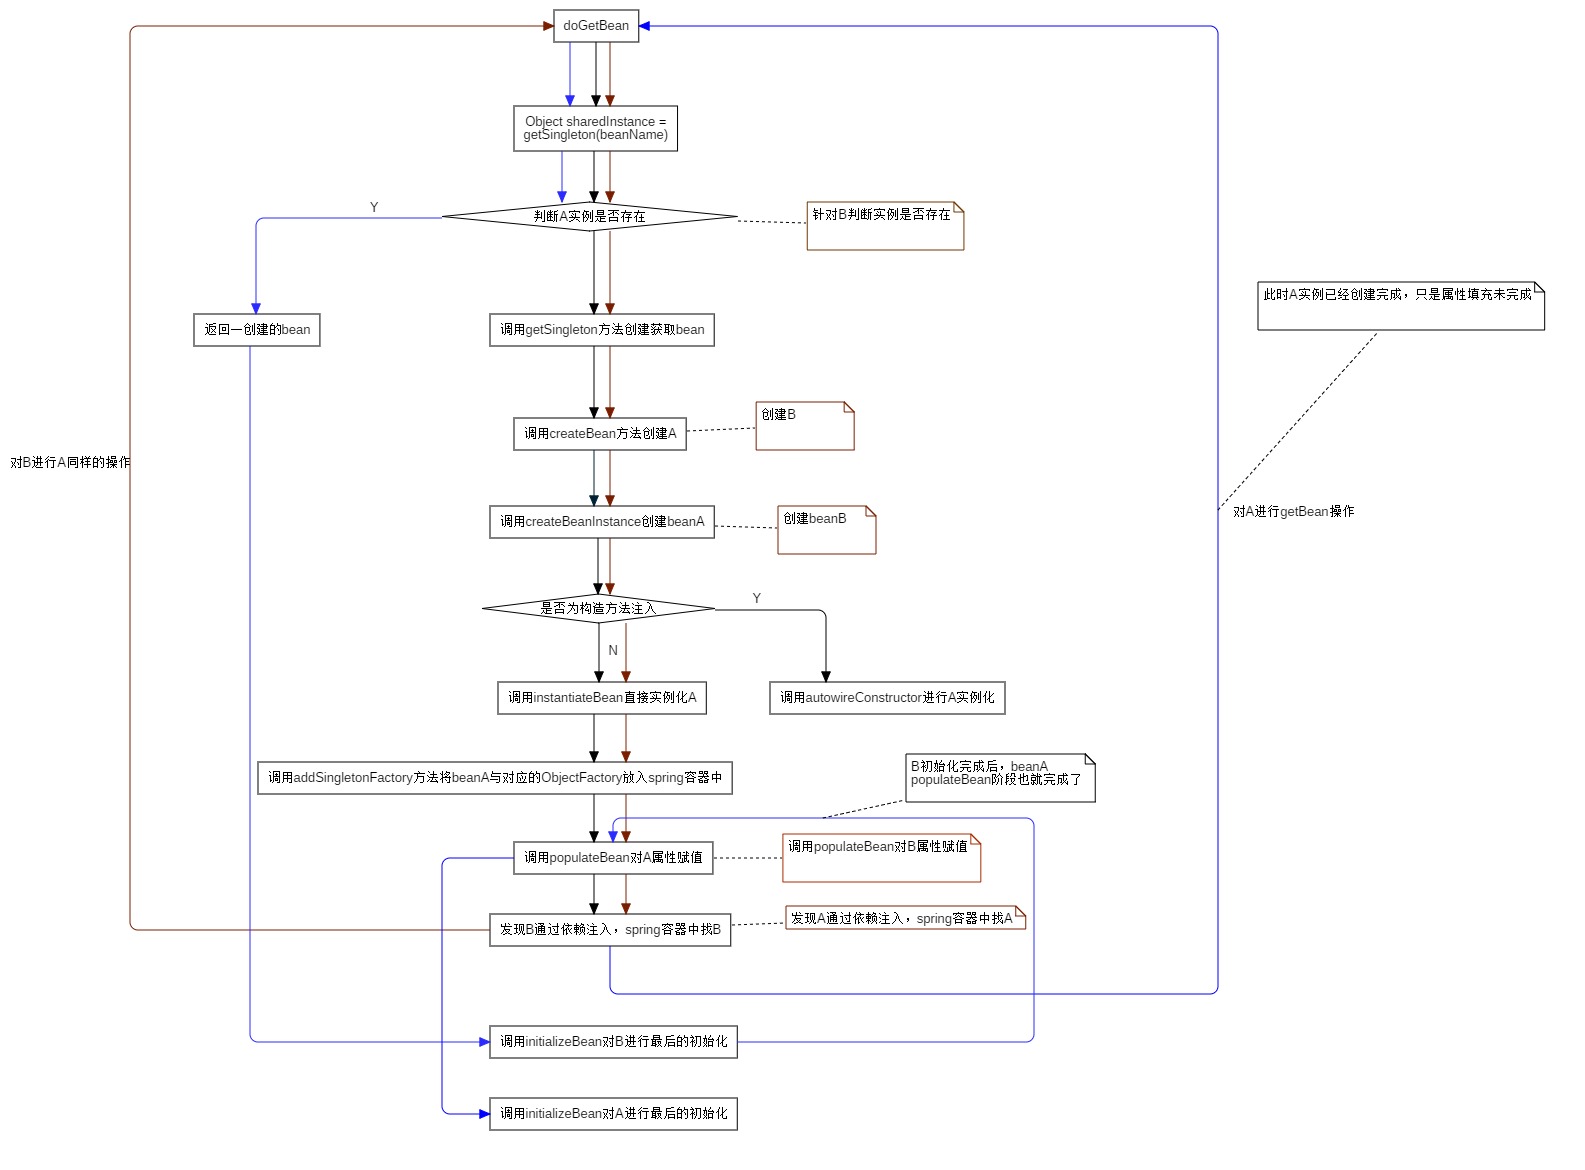 doGetBean
Object sharedInstance =
getSingleton(beanName)
Y
判断A实例是否存在
针对B判断实例是否存在
此时A实例已经创建完成，只是属性填充未完成
返回一创建的bean
调用getSingleton方法创建获取bean
创建B
调用createBean方法创建A
对B进行A同样的操作
创建beanB
调用createBeanInstance创建beanA
对A进行getBean操作
是否为构造方法注入
Y
N
调用instantiateBean直接实例化A
调用autowireConstructor进行A实例化
调用addSingletonFactory方法将beanA与对应的ObjectFactory放入spring容器中
B初始化完成后，beanA
populateBean阶段也就完成了
调用populateBean对A属性赋值
调用populateBean对B属性赋值
发现B通过依赖注入，spring容器中找B
发现A通过依赖注入，spring容器中找A
调用initializeBean对B进行最后的初始化
调用initializeBean对A进行最后的初始化